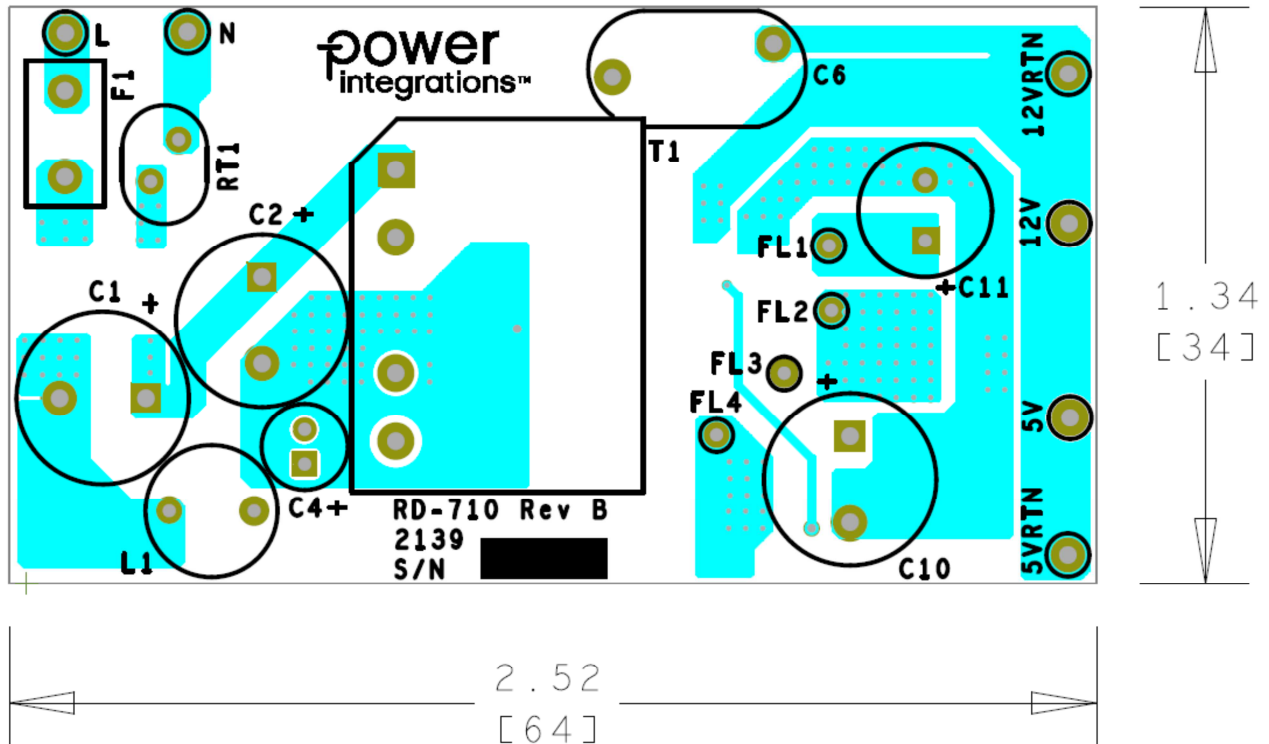 L
N
F1
RT1
power
integrations™
C6
12VRTN
T1
C2 +
12V
FL1
C1 +
+C11
FL2
FL3
+
FL4
5V
C4+
RD-710 Rev B
2139
S/N
L1
C10
5VRTN
1.34
[34]
2.52
[64]